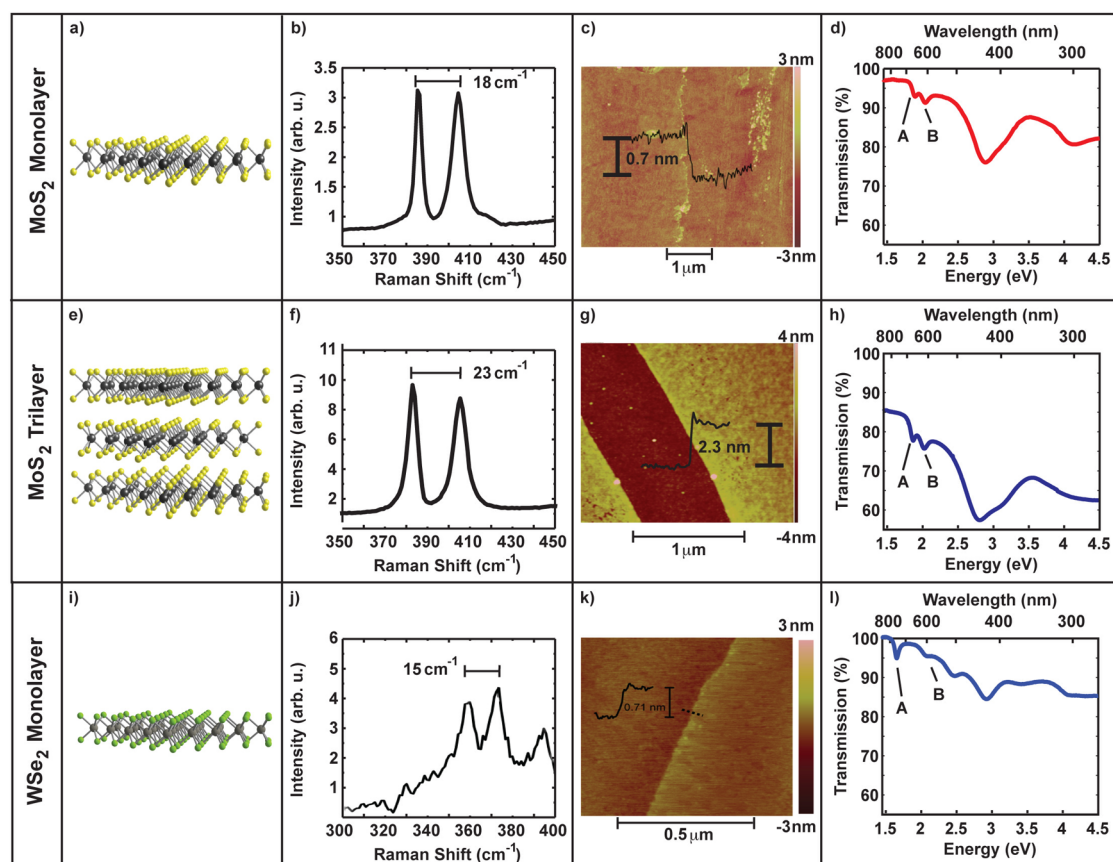 MoS2 Monolayer
a)
b)
3.5
3
2.5
2
1.5
1
18 cm-1
Intensity (arb. u.)
350 370 390 410 430 450
Raman Shift (cm-1)
c)
3 nm
0.7 nm
1 μm
-3nm
d)
Wavelength (nm)
800 600 400 300
100
90
80
70
60
Transmission (%)
A B
1.5 2 2.5 3 3.5 4 4.5
Energy (eV)
MoS2 Trilayer
e)
f)
11
10
8
6
4
2
23 cm-1
Intensity (arb. u.)
350 370 390 410 430 450
Raman Shift (cm-1)
g)
4 nm
2.3 nm
1μm
-4nm
h)
Wavelength (nm)
800 600 400 300
100
90
80
70
60
Transmission (%)
A B
1.5 2 2.5 3 3.5 4 4.5
Energy (eV)
WSe2 Monolayer
i)
j)
6
5
4
3
2
1
15 cm-1
Intensity (arb. u.)
300 320 340 360 380 400
Raman Shift (cm-1)
k)
3 nm
0.71 nm
0.5 μm
-3nm
l)
Wavelength (nm)
800 600 400 300
100
90
80
70
60
Transmission (%)
A B
1.5 2 2.5 3 3.5 4 4.5
Energy (eV)